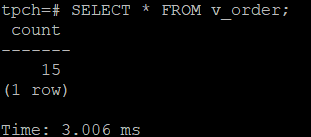 tpch=# SELECT * FROM v_order;
count
-------
15
(1 row)
Time: 3.006 ms